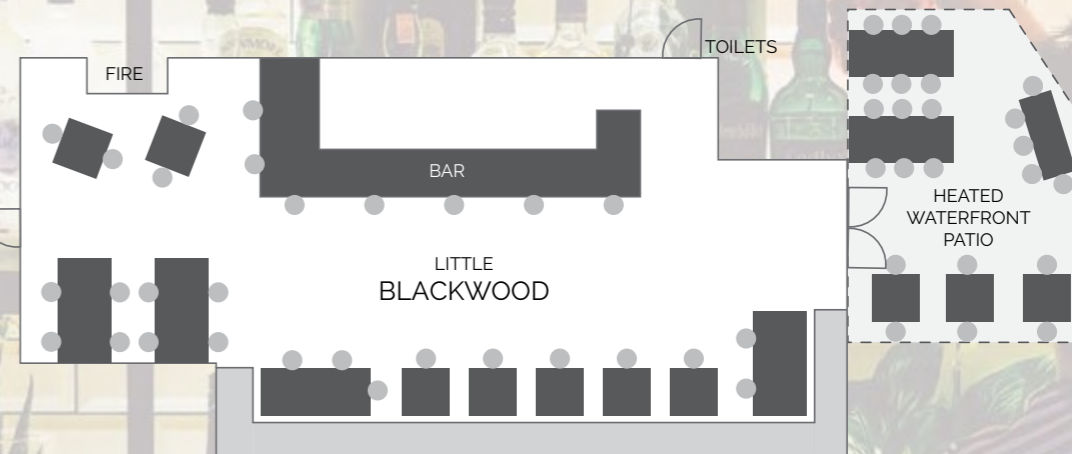 FIRE
TOILETS
BAR
HEATED
WATERFRONT
PATIO
LITTLE
BLACKWOOD